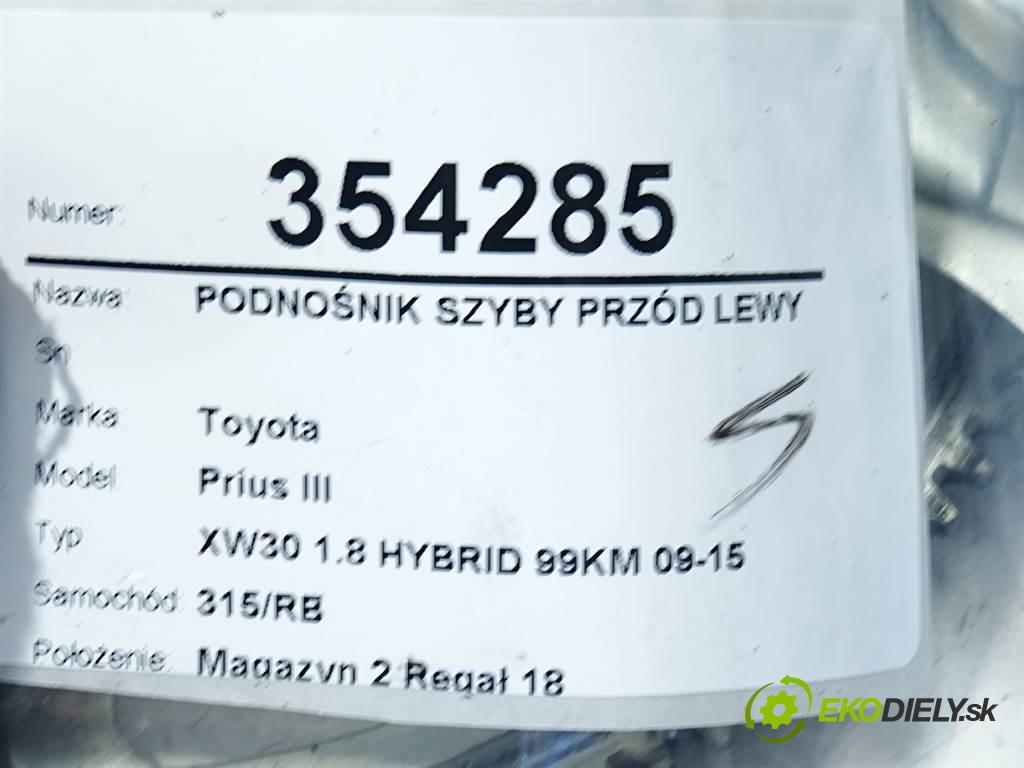 Numer: 354285
Nazwa: PODNOŚNIK SZYBY PRZÓD LEWY
Sn
Marka Toyota
Model: Prius III
Typ XW30 1.8 HYBRID 99KM 09-15
Samochód: 315/RB
Położenie: Magazyn 2 Regał 18
EKODIELY.sk